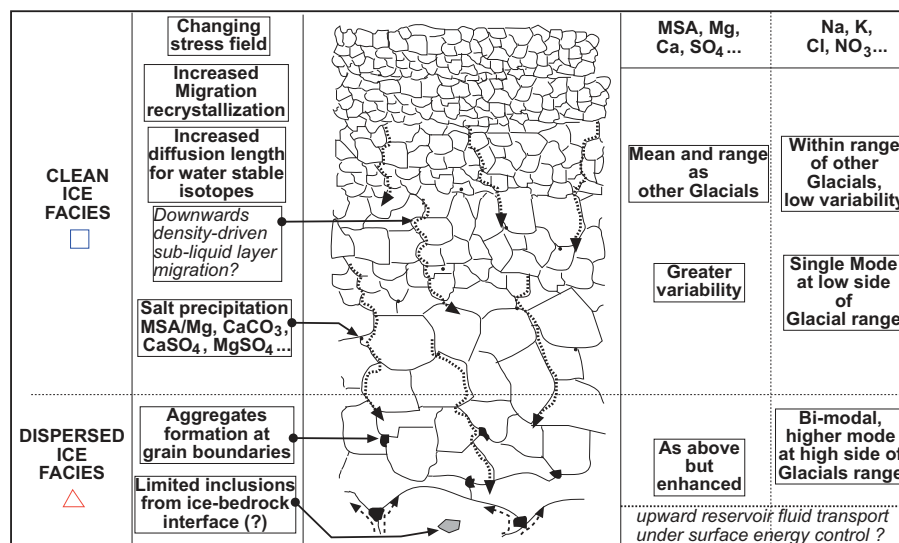 Changing
stress field
Increased
Migration
recrystallization
Increased
diffusion length
for water stable
isotopes
Downwards
density-driven
sub-liquid layer
migration?
Salt precipitation
MSA/Mg, CaCO3,
CaSO4, MgSO4 ...
CLEAN
ICE
FACIES
Aggregates
formation at
grain boundaries
Limited inclusions
from ice-bedrock
interface (?)
DISPERSED
ICE
FACIES
MSA, Mg,
Ca, SO4 ...
Mean and range
as
other Glacials
Greater
variability
As above
but
enhanced
Na, K,
Cl, NO3...
Within range
of other
Glacials,
low variability
Single Mode
at low side
of
Glacial range
Bi-modal,
higher mode
at high side of
Glacials range
upward reservoir fluid transport
under surface energy control ?